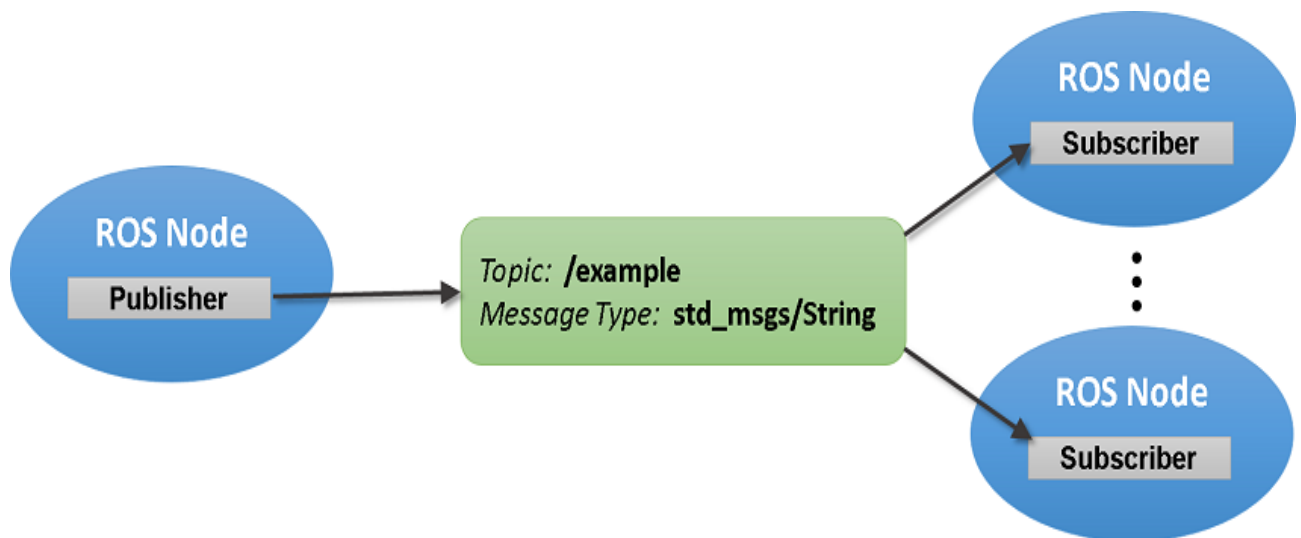 ROS Node
Publisher
Topic: /example
Message Type: std_msgs/String
ROS Node
Subscriber
ROS Node
Subscriber